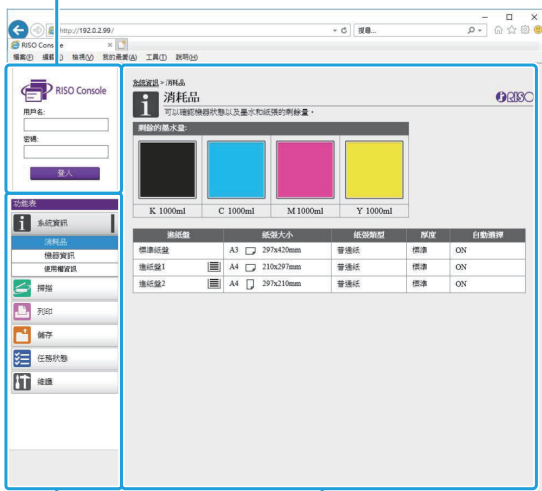 http://192.0.2.99/
搜尋...
RISO Console
檔案(F) 編輯(E) 檢視(V) 我的最愛(A) 工具(T) 說明(H)
RISO Console
用戶名:
密碼:
登入
功能表
系統資訊
消耗品
機器資訊
使用權資訊
掃描
列印
儲存
任務狀態
維護
系統資訊 > 消耗品
消耗品
RISO
可以確認機器狀態以及墨水和紙張的剩餘量。
剩餘的墨水量:
K 1000ml C 1000ml M 1000ml Y 1000ml
進紙盤 紙張大小 紙張類型 厚度 自動選擇
標準紙盤 A3 297x420mm 普通紙 標準 ON
進紙盤1 A4 210x297mm 普通紙 標準 ON
進紙盤2 A4 297x210mm 普通紙 標準 ON